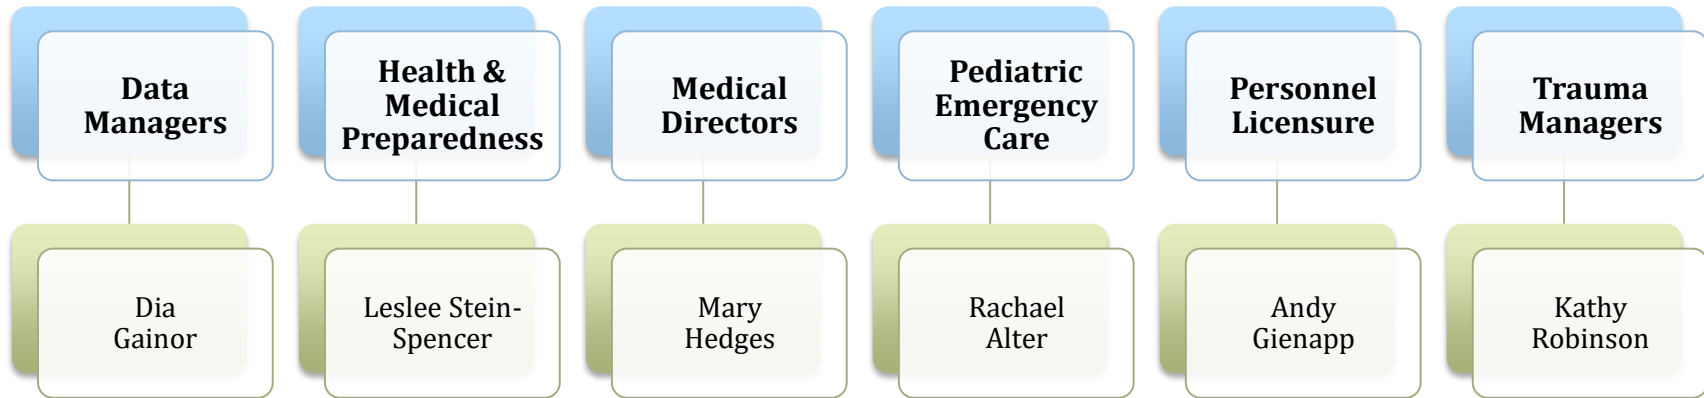 Data
Managers
Health &
Medical
Preparedness
Medical
Directors
Pediatric
Emergency
Care
Personnel
Licensure
Trauma
Managers
Dia
Gainor
Leslee Stein-
Spencer
Mary
Hedges
Rachael
Alter
Andy
Gienapp
Kathy
Robinson